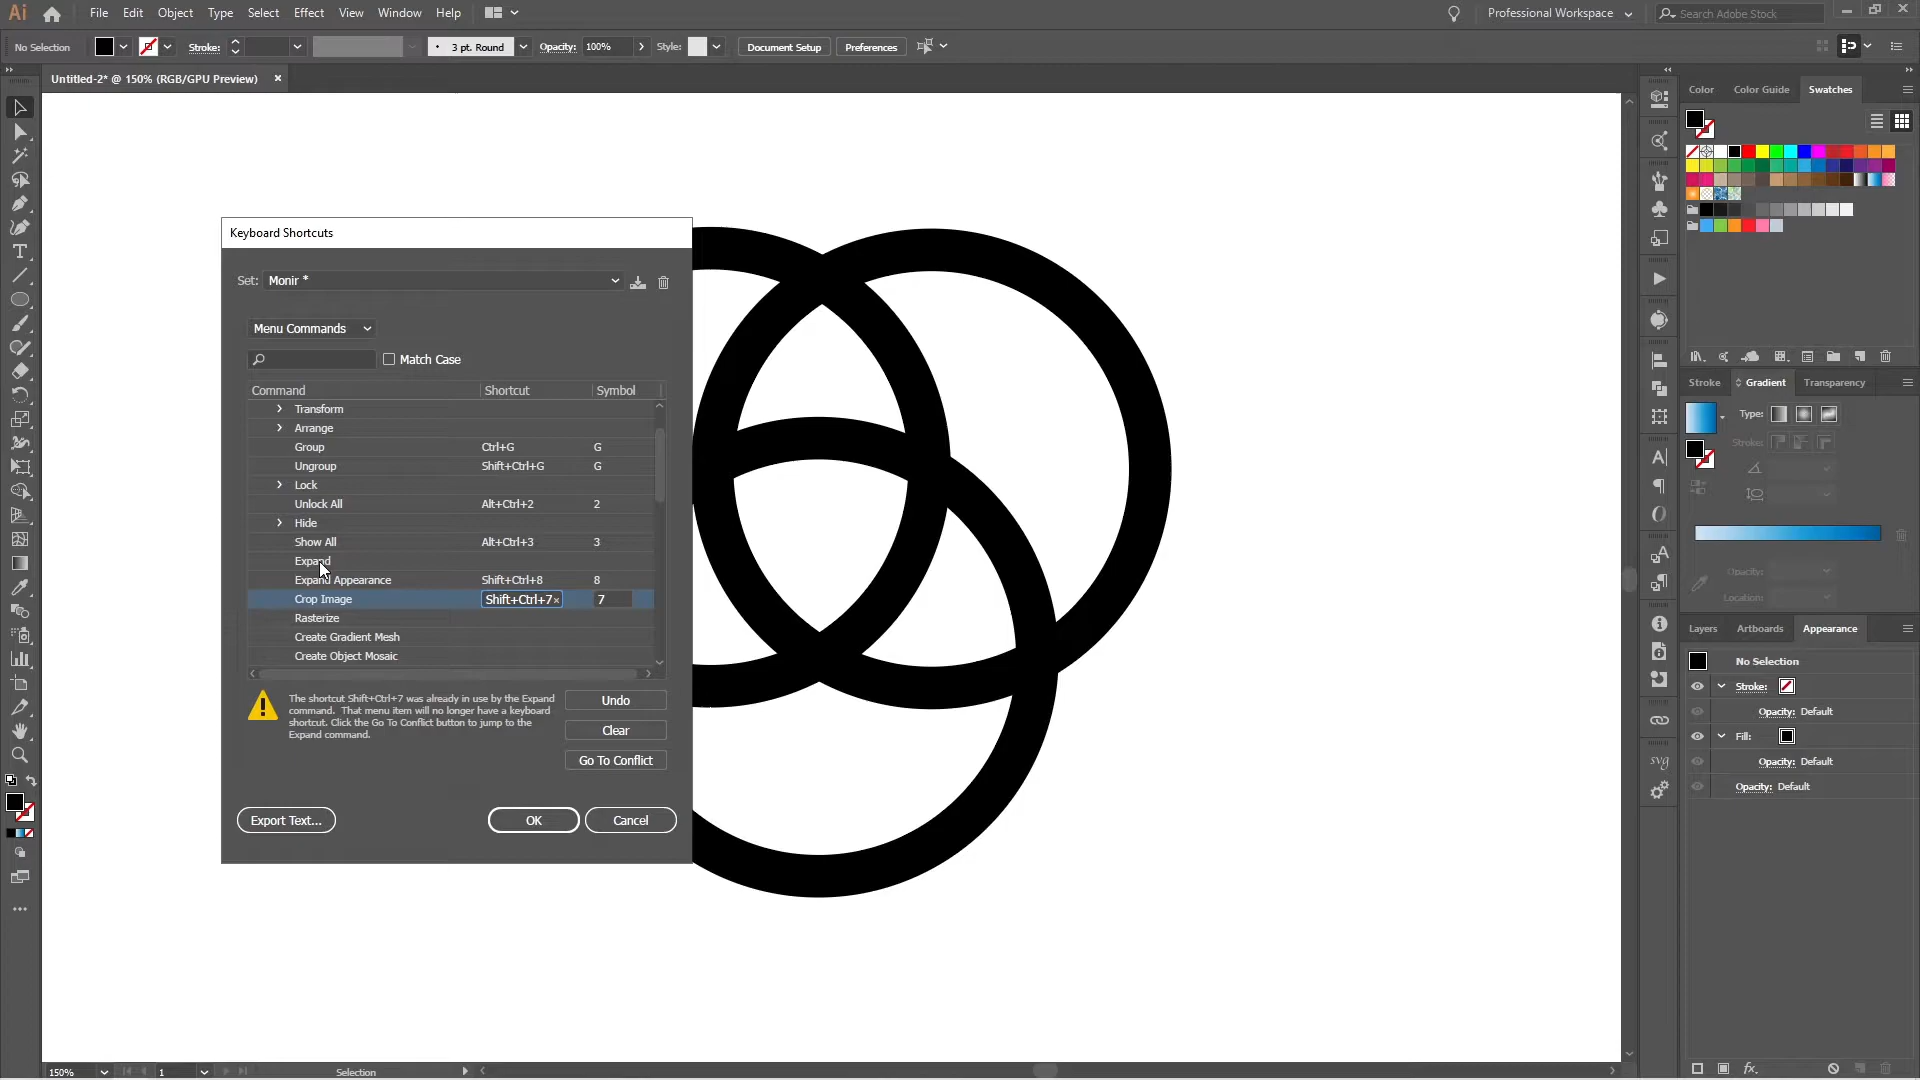 Ai File Edit Object Type Select Effect View Window Help Professional Workspace Search Adobe Stock
No Selection Stroke: 3 pt. Round Opacity: 100% Style: Document Setup Preferences
Untitled-2* @ 150% (RGB/GPU Preview) ×
Keyboard Shortcuts
Set: Monir *
Menu Commands
Match Case
Command Shortcut Symbol
Transform
Arrange
Group Ctrl+G G
Ungroup Shift+Ctrl+G G
Lock
Unlock All Alt+Ctrl+2 2
Hide
Show All Alt+Ctrl+3 3
Expand
Expand Appearance Shift+Ctrl+8 8
Crop Image Shift+Ctrl+7 7
Rasterize
Create Gradient Mesh
Create Object Mosaic
The shortcut Shift+Ctrl+7 was already in use by the Expand
command. That menu item will no longer have a keyboard
shortcut. Click the Go To Conflict button to jump to the
Expand command.
Undo
Clear
Go To Conflict
Export Text...
OK
Cancel
Color Color Guide Swatches
Stroke Gradient Transparency
Type:
Stroke:
Opacity:
Location:
Layers Artboards Appearance
No Selection
Stroke:
Opacity: Default
Fill:
Opacity: Default
Opacity: Default
svg
fx.
150% 1 Selection